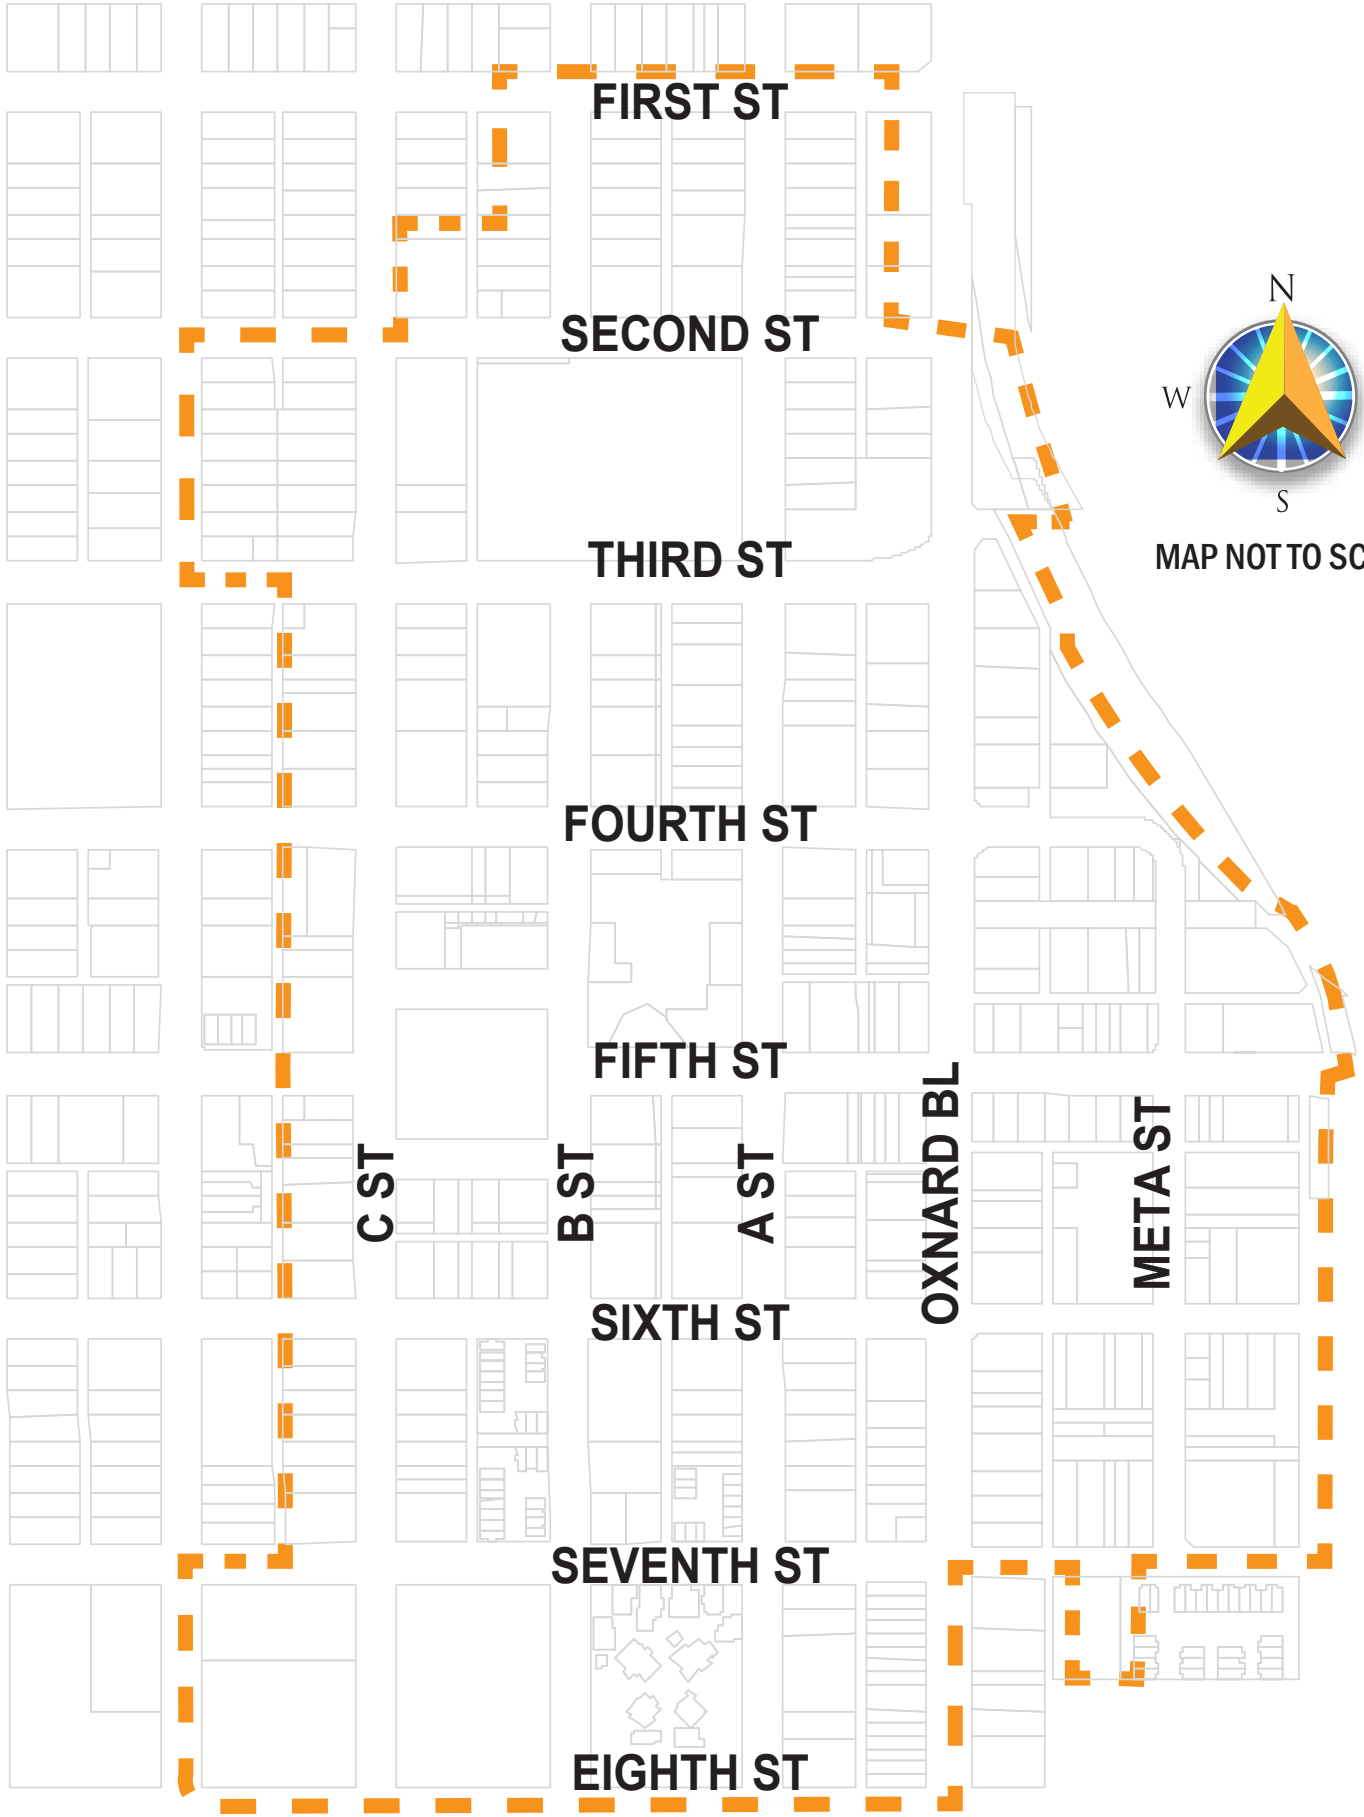 FIRST ST
N
SECOND ST
W
S
THIRD ST
MAP NOT TO SC
FOURTH ST
FIFTH ST
C ST
B ST
A ST
OXNARD BL
META ST
SIXTH ST
SEVENTH ST
EIGHTH ST